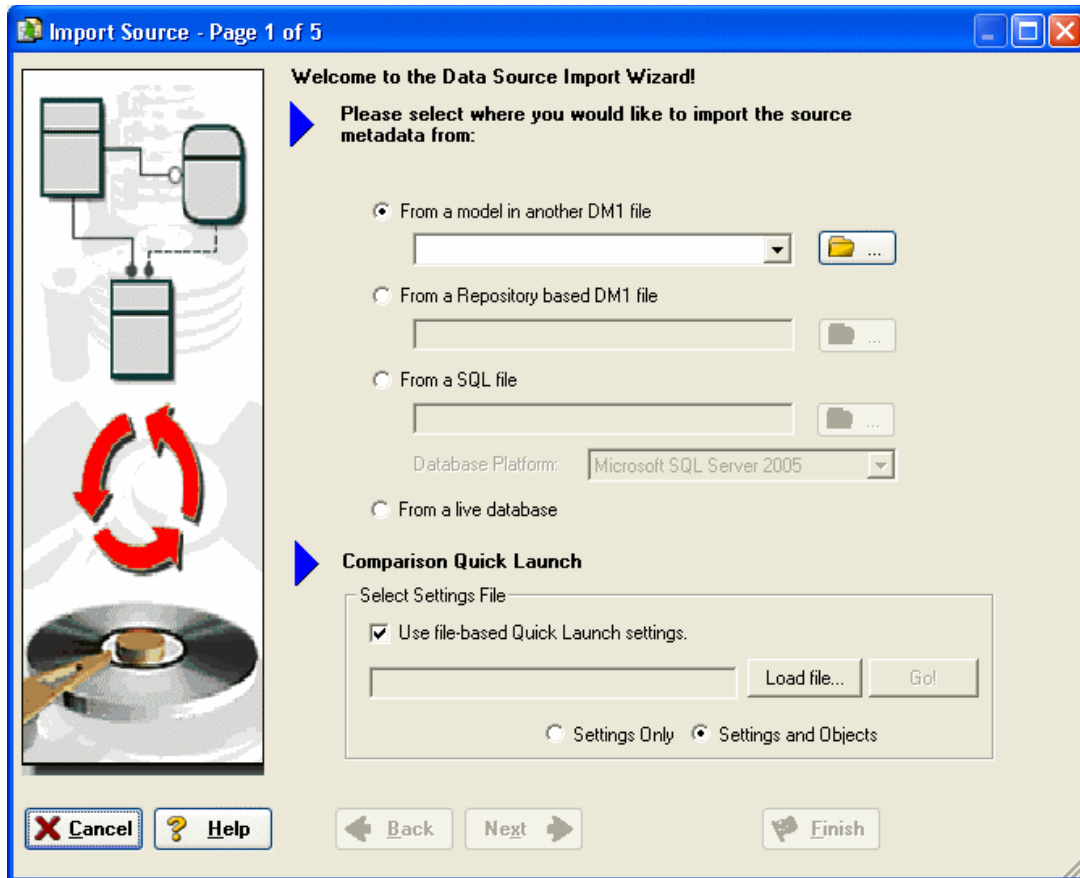 Import Source - Page 1 of 5
Welcome to the Data Source Import Wizard!
Please select where you would like to import the source
metadata from:
From a model in another DM1 file
...
From a Repository based DM1 file
...
From a SQL file
...
Database Platform: Microsoft SQL Server 2005
From a live database
Comparison Quick Launch
Select Settings File
Use file-based Quick Launch settings.
Load file... Go!
Settings Only Settings and Objects
Cancel Help Back Next Finish